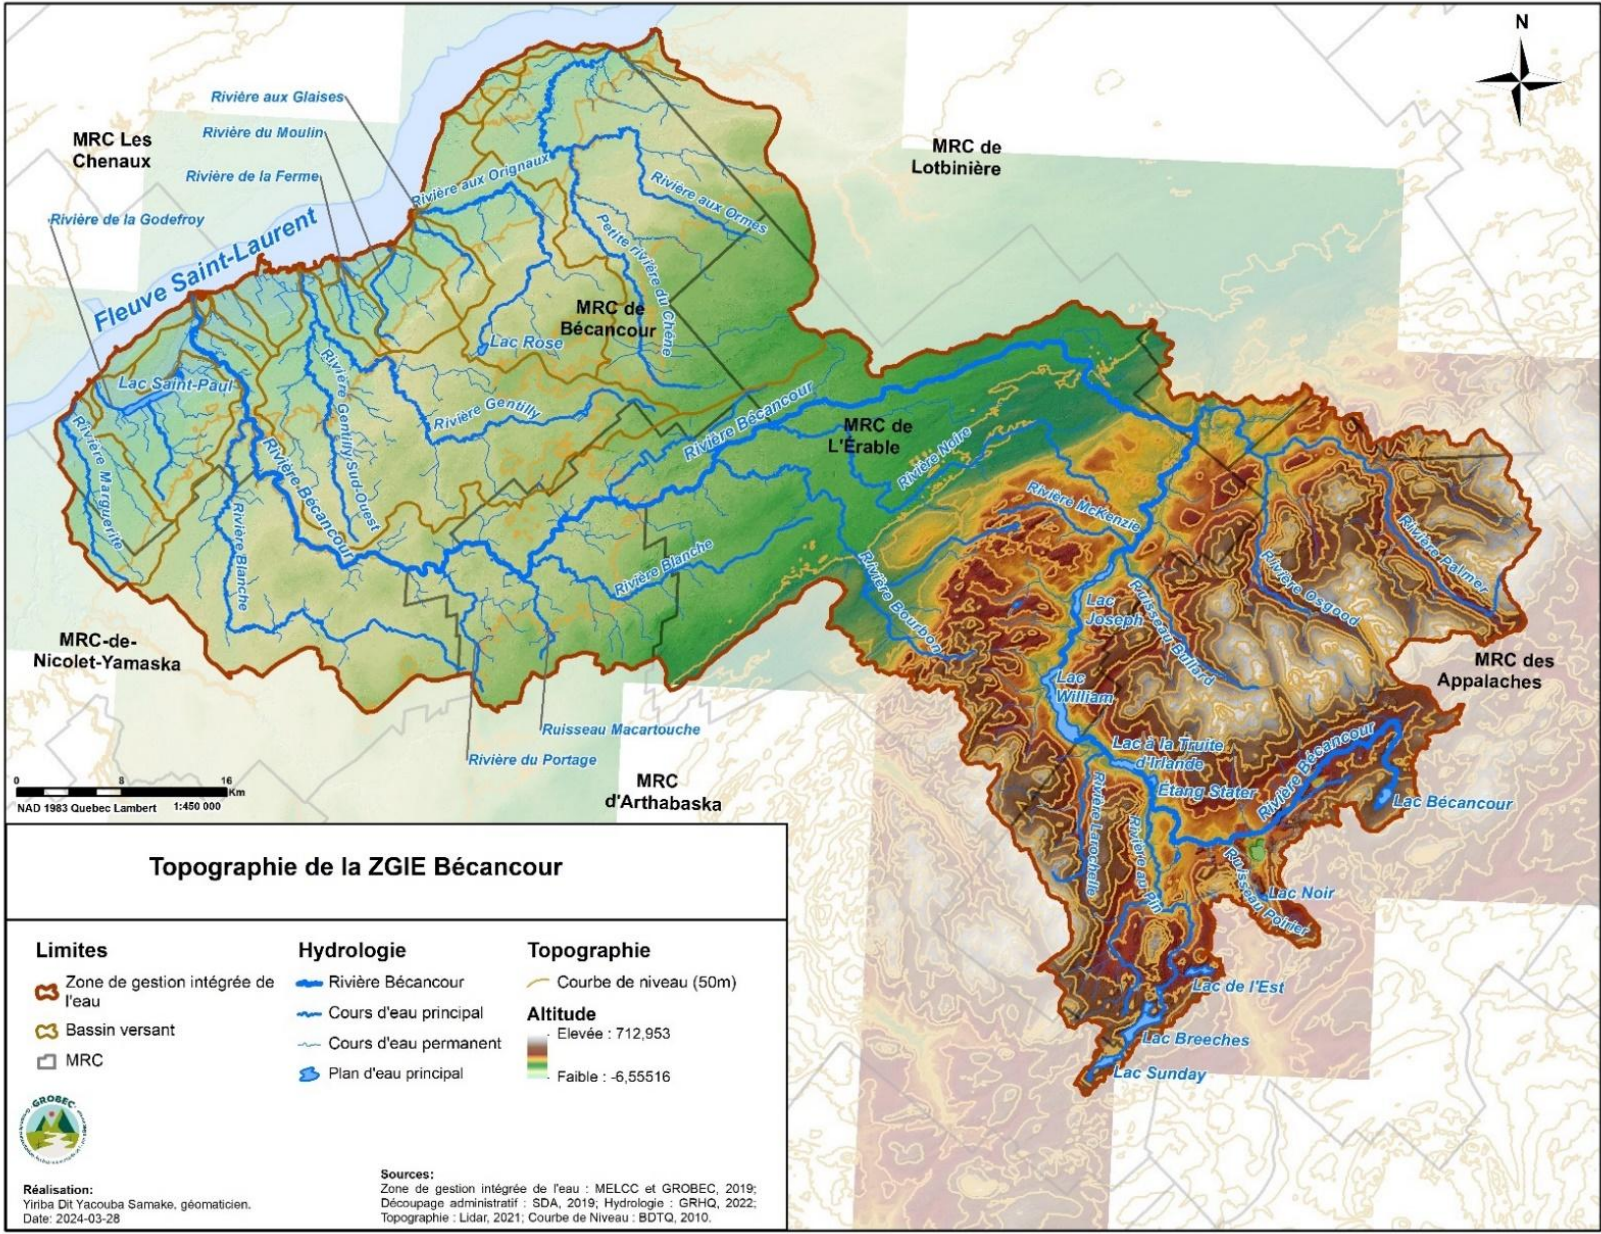 N
Rivière aux Glaises
MRC Les
Chenaux
Rivière du Moulin
MRC de
Lotbinière
Rivière de la Ferme
Rivière aux Orignaux
Rivière aux Ormes
Rivière de la Godefroy
Fleuve Saint-Laurent
Petite rivière du Chêne
MRC de
Bécancour
Lac Rose
Lac Saint-Paul
Rivière Gentilly
Rivière Gentilly Sud-Ouest
Rivière Bécancour
MRC de
L'Érable
Rivière Noire
Rivière Marguerite
Rivière Bécancour
Rivière Blanche
Rivière McKenzie
Rivière Palmer
Rivière Blanche
Rivière Bourbon
Rivière Osgood
Lac
Joseph
Ruisseau Bullard
MRC-de-
Nicolet-Yamaska
MRC des
Appalaches
Lac
William
Ruisseau Macartouche
Rivière du Portage
Lac à la Truite
d'Irlande
Rivière Bécancour
MRC
d'Arthabaska
Étang Stater
Lac Bécancour
Rivière Larochelle
Rivière au Pin
Ruisseau Poirier
Lac Noir
Lac de l'Est
Lac Breeches
Lac Sunday
0 8 16
Km
NAD 1983 Quebec Lambert 1:450 000
Topographie de la ZGIE Bécancour
Limites
Zone de gestion intégrée de
l'eau
Bassin versant
MRC
Hydrologie
Rivière Bécancour
Cours d'eau principal
Cours d'eau permanent
Plan d'eau principal
Topographie
Courbe de niveau (50m)
Altitude
Elevée : 712,953
Faible : -6,55516
GROBEC
Réalisation:
Yiriba Dit Yacouba Samake, géomaticien.
Date: 2024-03-28
Sources:
Zone de gestion intégrée de l'eau : MELCC et GROBEC, 2019;
Découpage administratif : SDA, 2019; Hydrologie : GRHQ, 2022;
Topographie : Lidar, 2021; Courbe de Niveau : BDTQ, 2010.